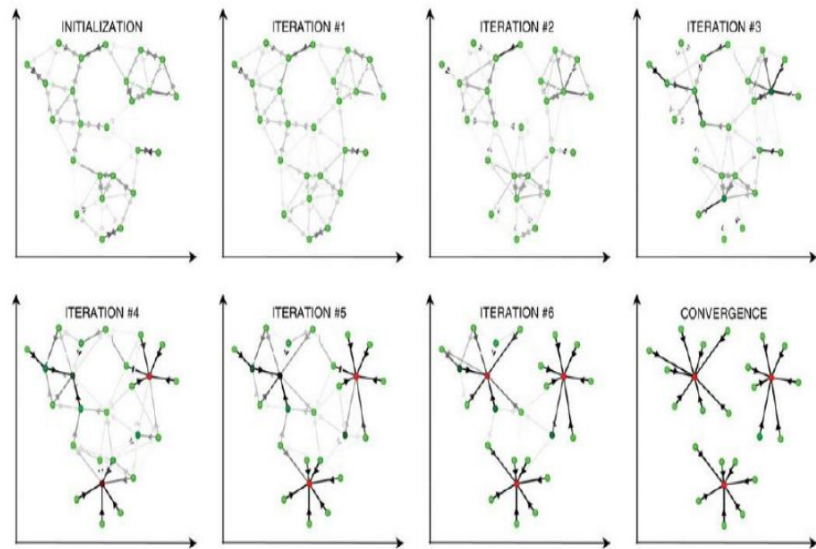 INITIALIZATION
ITERATION #1
ITERATION #2
ITERATION #3
ITERATION #4
ITERATION #5
ITERATION #6
CONVERGENCE